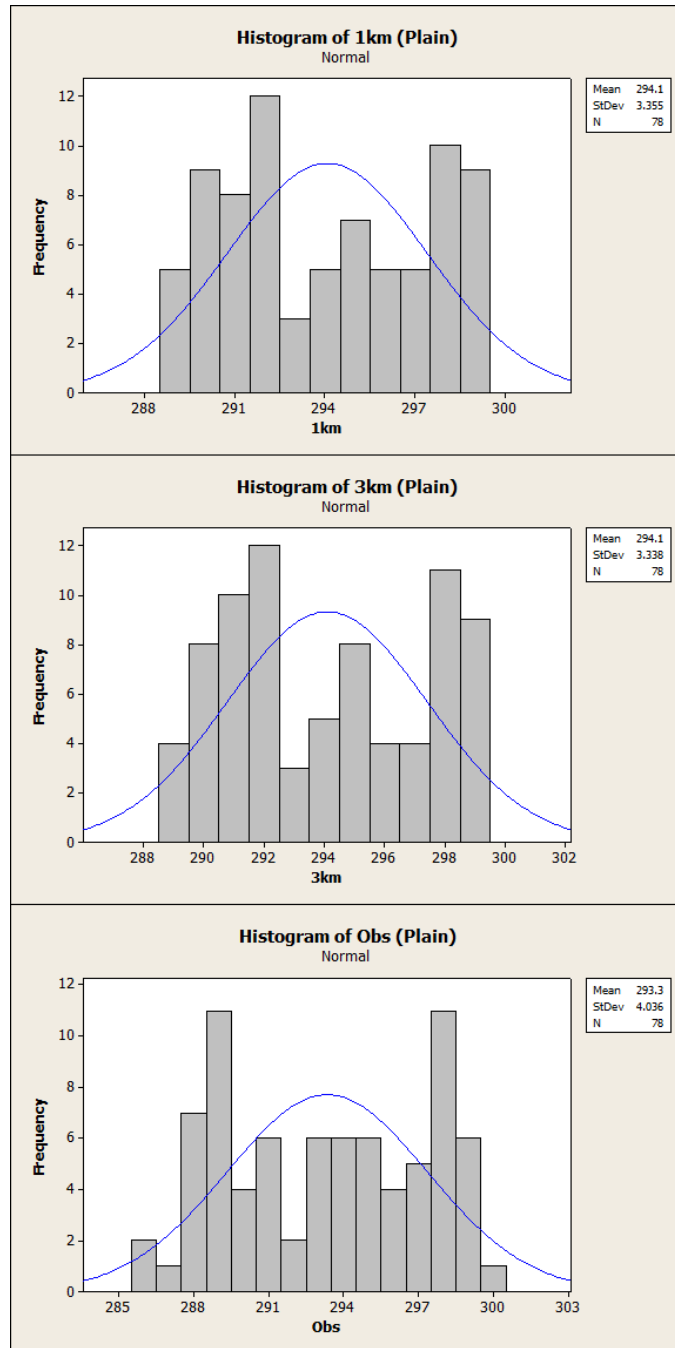 Histogram of 1km (Plain)
Normal
Mean 294.1
StDev 3.355
N 78
12
10
8
6
4
2
0
Frequency
288 291 294 297 300
1km
Histogram of 3km (Plain)
Normal
Mean 294.1
StDev 3.338
N 78
12
10
8
6
4
2
0
Frequency
288 290 292 294 296 298 300 302
3km
Histogram of Obs (Plain)
Normal
Mean 293.3
StDev 4.036
N 78
12
10
8
6
4
2
0
Frequency
285 288 291 294 297 300 303
Obs